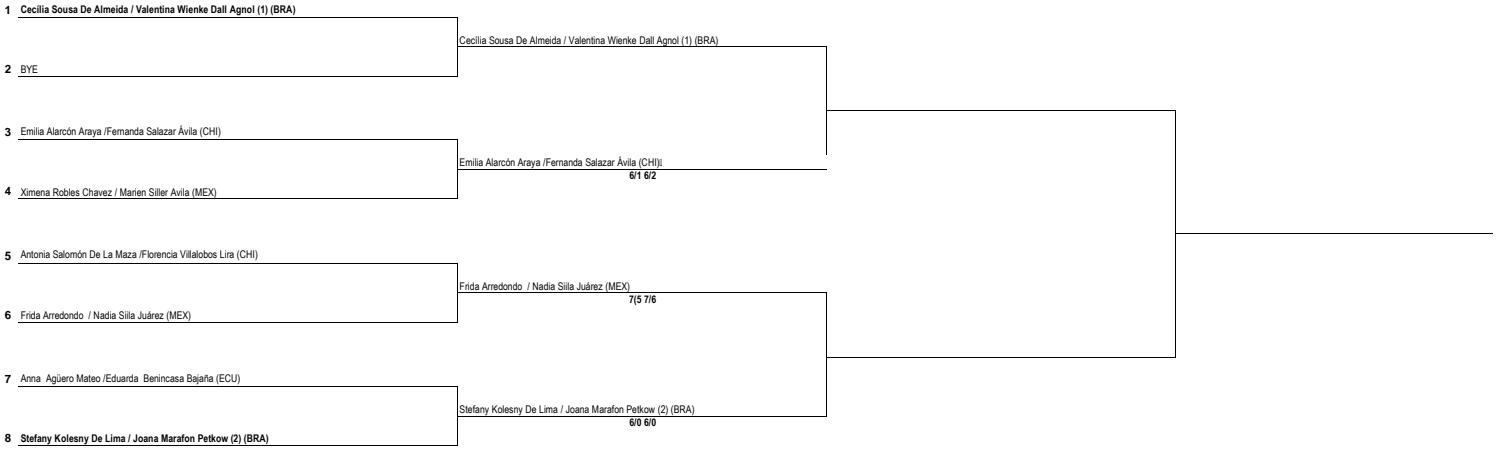 1 Cecília Sousa De Almeida / Valentina Wienke Dall Agnol (1) (BRA)
Cecília Sousa De Almeida / Valentina Wienke Dall Agnol (1) (BRA)
2 BYE
3 Emilia Alarcón Araya /Fernanda Salazar Ávila (CHI)
Emilia Alarcón Araya /Fernanda Salazar Ávila (CHI)
6/1 6/2
4 Ximena Robles Chavez / Marien Siller Avila (MEX)
5 Antonia Salomón De La Maza /Florencia Villalobos Lira (CHI)
Frida Arredondo / Nadia Siila Juárez (MEX)
7(5 7/6
6 Frida Arredondo / Nadia Siila Juárez (MEX)
7 Anna Agüero Mateo /Eduarda Benincasa Bajaña (ECU)
Stefany Kolesny De Lima / Joana Marafon Petkow (2) (BRA)
6/0 6/0
8 Stefany Kolesny De Lima / Joana Marafon Petkow (2) (BRA)